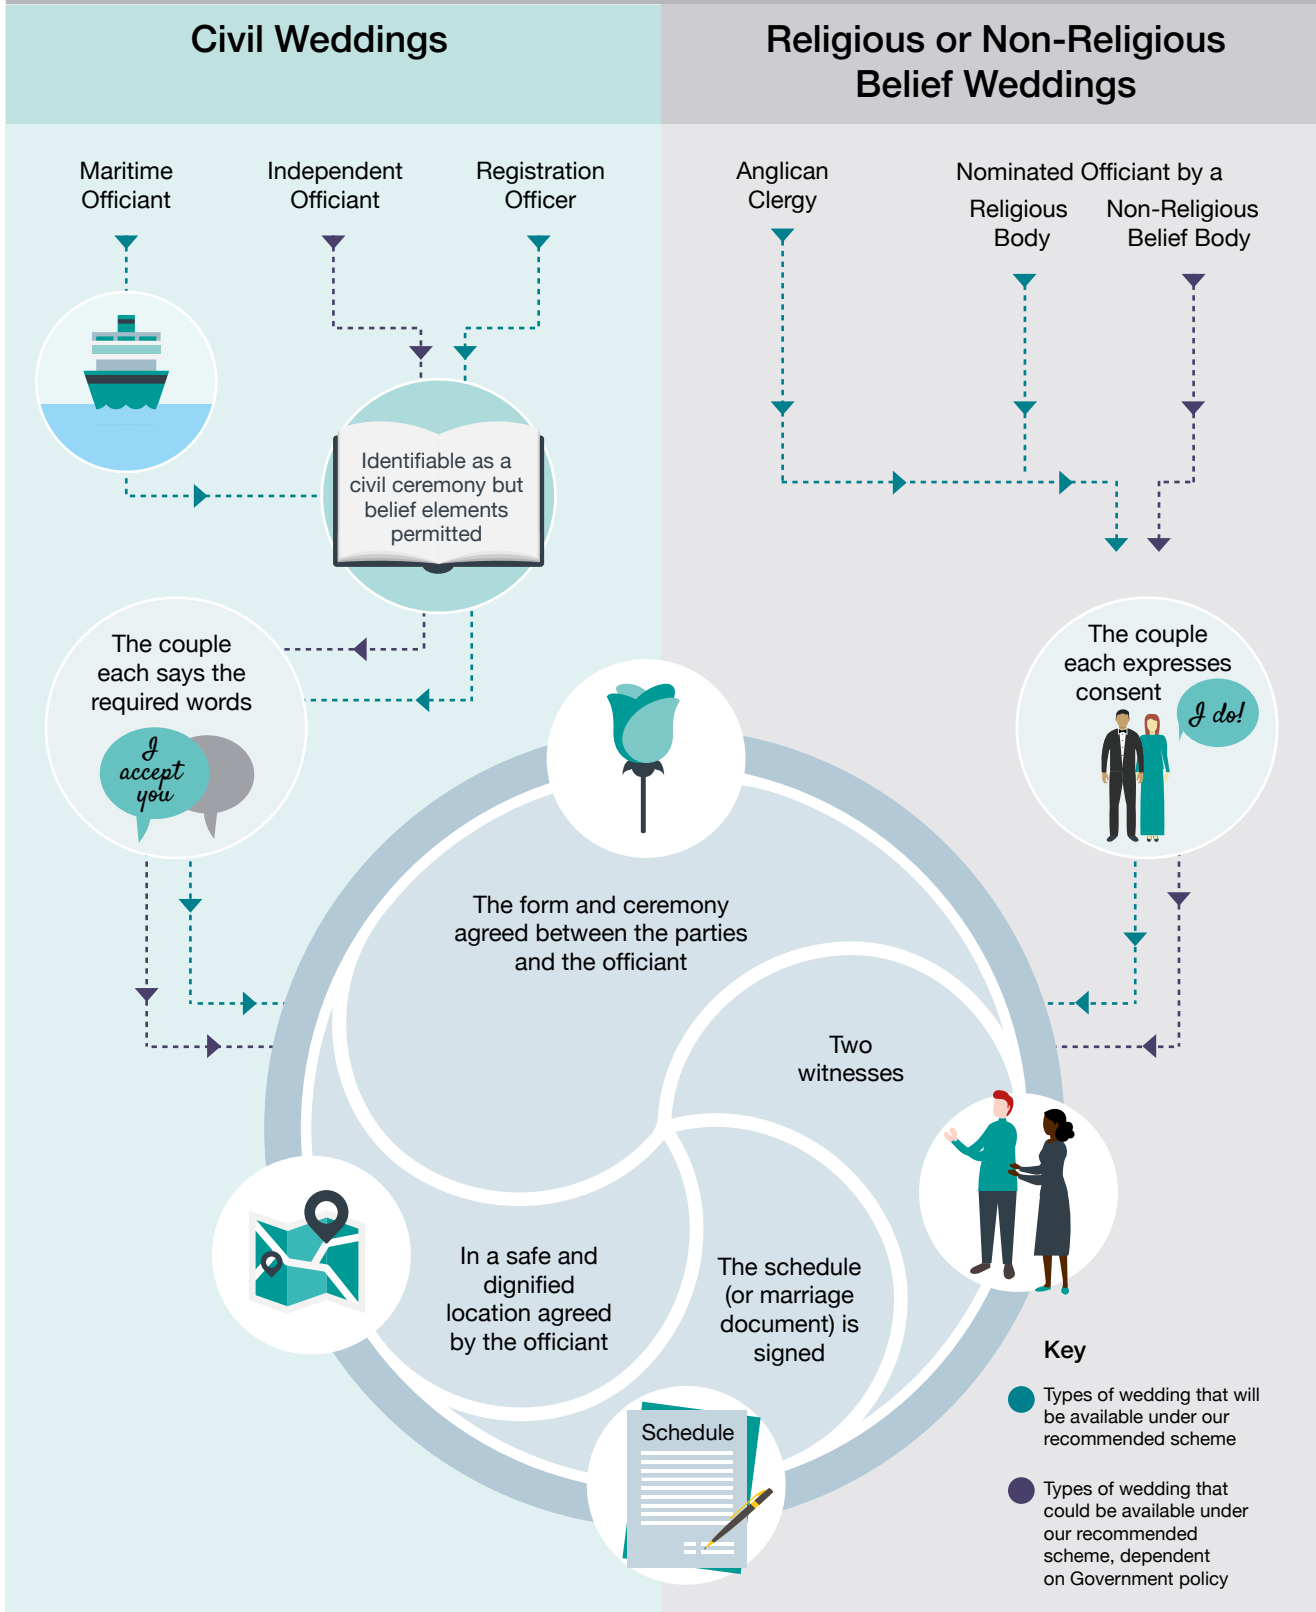 Civil Weddings
Religious or Non-Religious
Belief Weddings
Maritime
Officiant
Independent
Officiant
Registration
Officer
Anglican
Clergy
Nominated Officiant by a
Religious
Body
Non-Religious
Belief Body
Identifiable as a
civil ceremony but
belief elements
permitted
The couple
each says the
required words
I
accept
you
The couple
each expresses
consent
I do!
The form and ceremony
agreed between the parties
and the officiant
Two
witnesses
In a safe and
dignified
location agreed
by the officiant
The schedule
(or marriage
document) is
signed
Schedule
Key
Types of wedding that will
be available under our
recommended scheme
Types of wedding that
could be available under
our recommended
scheme, dependent
on Government policy